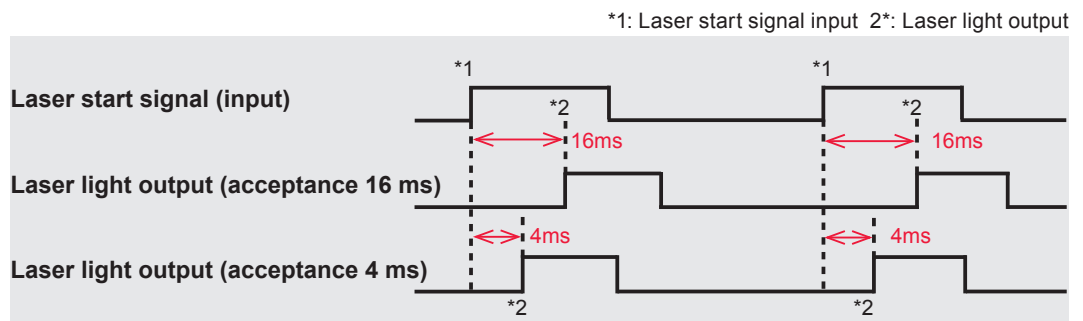 *1: Laser start signal input 2*: Laser light output
*1 *1
Laser start signal (input)
*2 *2
16ms 16ms
Laser light output (acceptance 16 ms)
4ms 4ms
Laser light output (acceptance 4 ms)
*2 *2